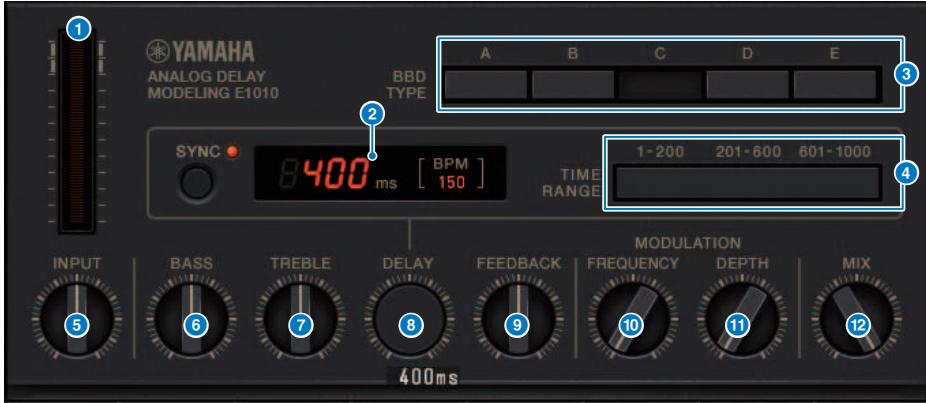 1
YAMAHA
ANALOG DELAY
MODELING E1010
BBD
TYPE
A B C D E
3
2
SYNC
400 ms
[ BPM
150 ]
TIME
RANGE
1-200 201-600 601-1000
4
MODULATION
INPUT BASS TREBLE DELAY FEEDBACK FREQUENCY DEPTH MIX
5 6 7 8 9 10 11 12
400ms